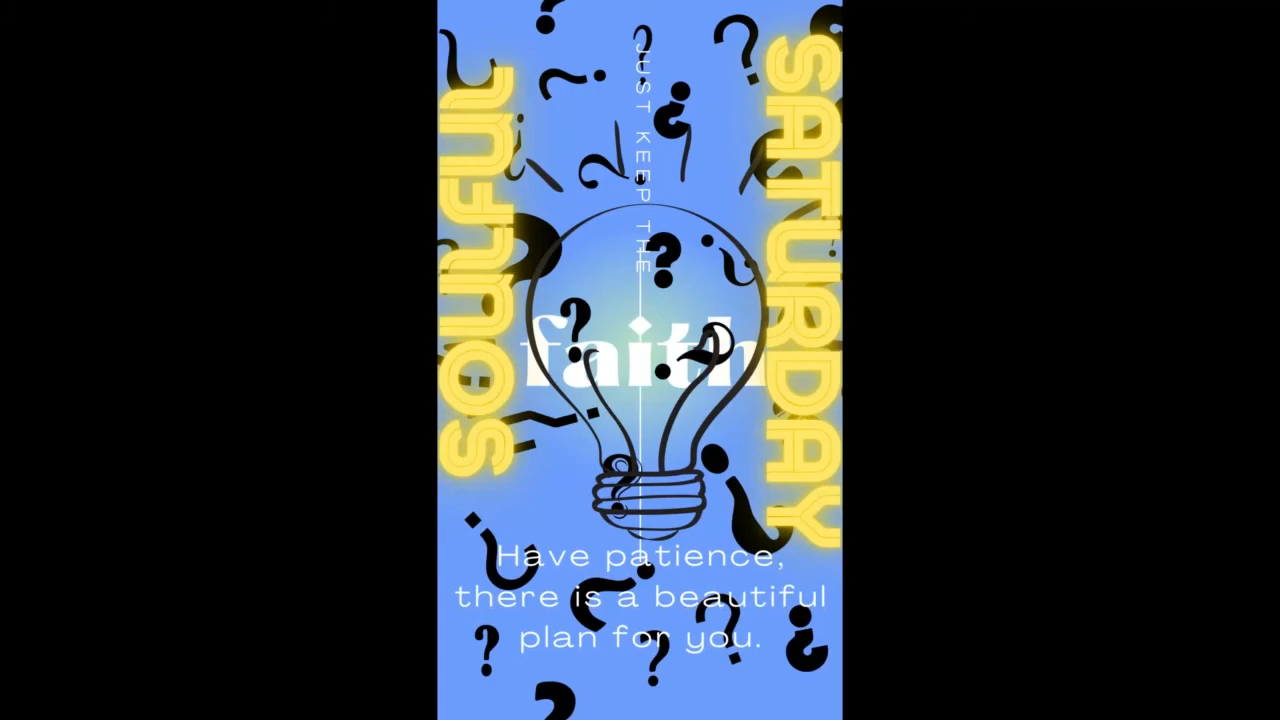 SOULFUL
SATURDAY
JUST KEEP THE
faith
Have patience,
there is a beautiful
plan for you.